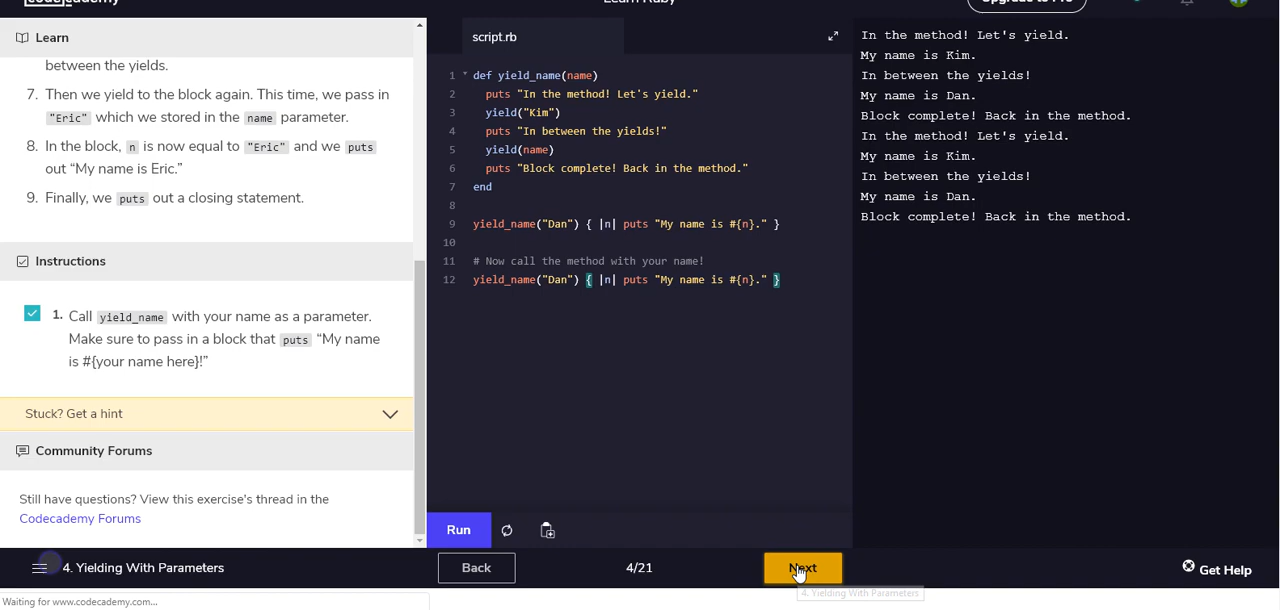 codecademy
Learn Ruby
Upgrade to Pro
Learn
between the yields.
7. Then we yield to the block again. This time, we pass in
"Eric" which we stored in the name parameter.
8. In the block, n is now equal to "Eric" and we puts
out “My name is Eric.”
9. Finally, we puts out a closing statement.
Instructions
1. Call yield_name with your name as a parameter.
Make sure to pass in a block that puts “My name
is #{your name here}!”
Stuck? Get a hint
Community Forums
Still have questions? View this exercise's thread in the
Codecademy Forums
script.rb
1 def yield_name(name)
2 puts "In the method! Let's yield."
3 yield("Kim")
4 puts "In between the yields!"
5 yield(name)
6 puts "Block complete! Back in the method."
7 end
8
9 yield_name("Dan") { |n| puts "My name is #{n}." }
10
11 # Now call the method with your name!
12 yield_name("Dan") { |n| puts "My name is #{n}." }
In the method! Let's yield.
My name is Kim.
In between the yields!
My name is Dan.
Block complete! Back in the method.
In the method! Let's yield.
My name is Kim.
In between the yields!
My name is Dan.
Block complete! Back in the method.
Run
4. Yielding With Parameters
Back
4/21
Next
Get Help
4. Yielding With Parameters
Waiting for www.codecademy.com...